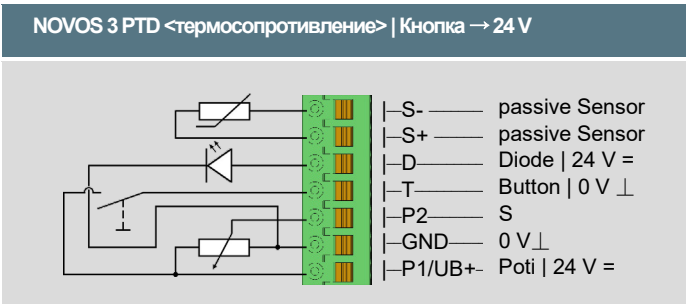 NOVOS 3 PTD <термосопротивление> | Кнопка → 24 V
|—S- —— passive Sensor
|—S+ —— passive Sensor
|—D—— Diode | 24 V =
|—T—— Button | 0 V ⊥
|—P2—— S
|—GND—— 0 V⊥
|—P1/UB+– Poti | 24 V =